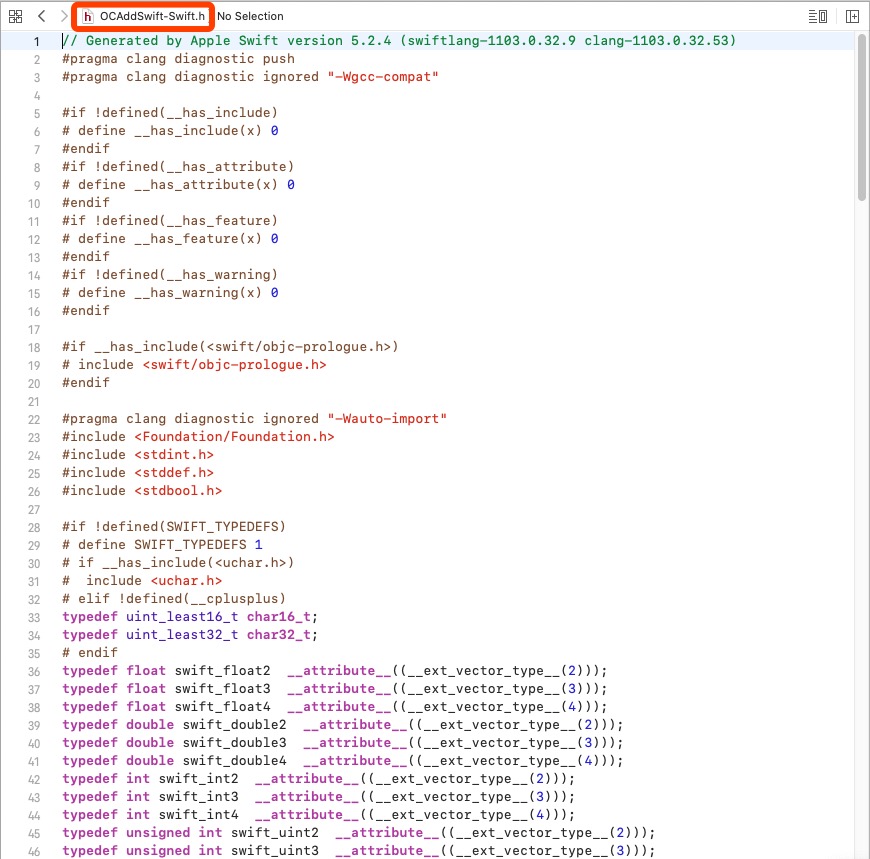 OCAddSwift-Swift.h No Selection
1 // Generated by Apple Swift version 5.2.4 (swiftlang-1103.0.32.9 clang-1103.0.32.53)
2 #pragma clang diagnostic push
3 #pragma clang diagnostic ignored "-Wgcc-compat"
4
5 #if !defined(__has_include)
6 # define __has_include(x) 0
7 #endif
8 #if !defined(__has_attribute)
9 # define __has_attribute(x) 0
10 #endif
11 #if !defined(__has_feature)
12 # define __has_feature(x) 0
13 #endif
14 #if !defined(__has_warning)
15 # define __has_warning(x) 0
16 #endif
17
18 #if __has_include(<swift/objc-prologue.h>)
19 # include <swift/objc-prologue.h>
20 #endif
21
22 #pragma clang diagnostic ignored "-Wauto-import"
23 #include <Foundation/Foundation.h>
24 #include <stdint.h>
25 #include <stddef.h>
26 #include <stdbool.h>
27
28 #if !defined(SWIFT_TYPEDEFS)
29 # define SWIFT_TYPEDEFS 1
30 # if __has_include(<uchar.h>)
31 #  include <uchar.h>
32 # elif !defined(__cplusplus)
33 typedef uint_least16_t char16_t;
34 typedef uint_least32_t char32_t;
35 # endif
36 typedef float swift_float2  __attribute__((__ext_vector_type__(2)));
37 typedef float swift_float3  __attribute__((__ext_vector_type__(3)));
38 typedef float swift_float4  __attribute__((__ext_vector_type__(4)));
39 typedef double swift_double2  __attribute__((__ext_vector_type__(2)));
40 typedef double swift_double3  __attribute__((__ext_vector_type__(3)));
41 typedef double swift_double4  __attribute__((__ext_vector_type__(4)));
42 typedef int swift_int2  __attribute__((__ext_vector_type__(2)));
43 typedef int swift_int3  __attribute__((__ext_vector_type__(3)));
44 typedef int swift_int4  __attribute__((__ext_vector_type__(4)));
45 typedef unsigned int swift_uint2  __attribute__((__ext_vector_type__(2)));
46 typedef unsigned int swift_uint3  __attribute__((__ext_vector_type__(3)));